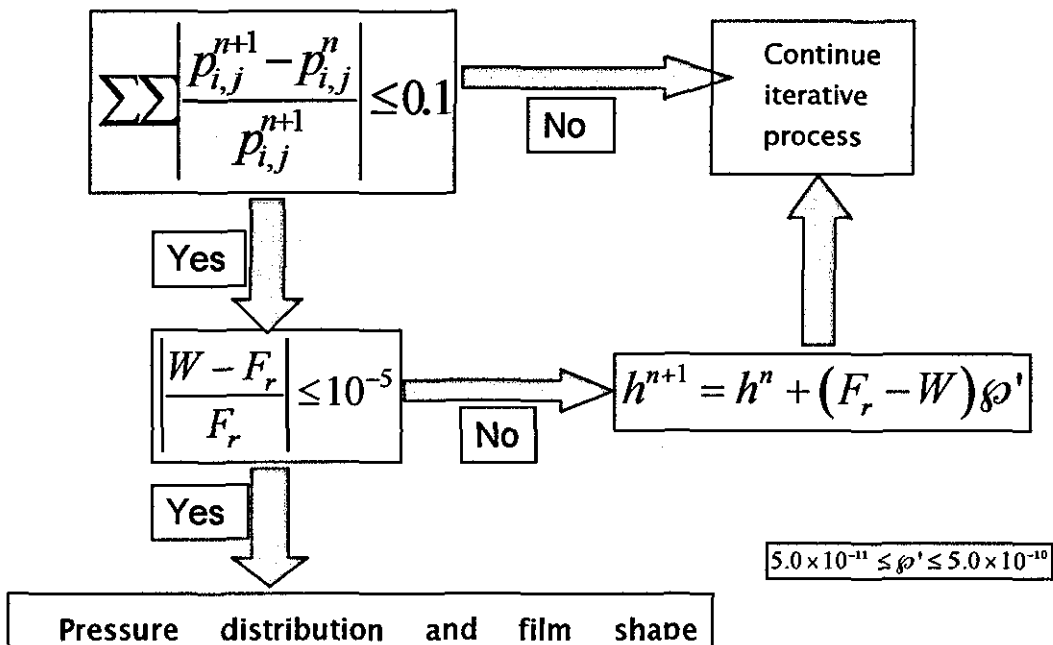 ∑∑ | (p_{i,j}^{n+1} − p_{i,j}^{n}) / p_{i,j}^{n+1} | ≤ 0.1
No
Continue
iterative
process
Yes
| (W − F_r) / F_r | ≤ 10^{−5}
No
h^{n+1} = h^{n} + (F_r − W)℘'
Yes
5.0 × 10^{−11} ≤ ℘' ≤ 5.0 × 10^{−10}
Pressure distribution and film shape